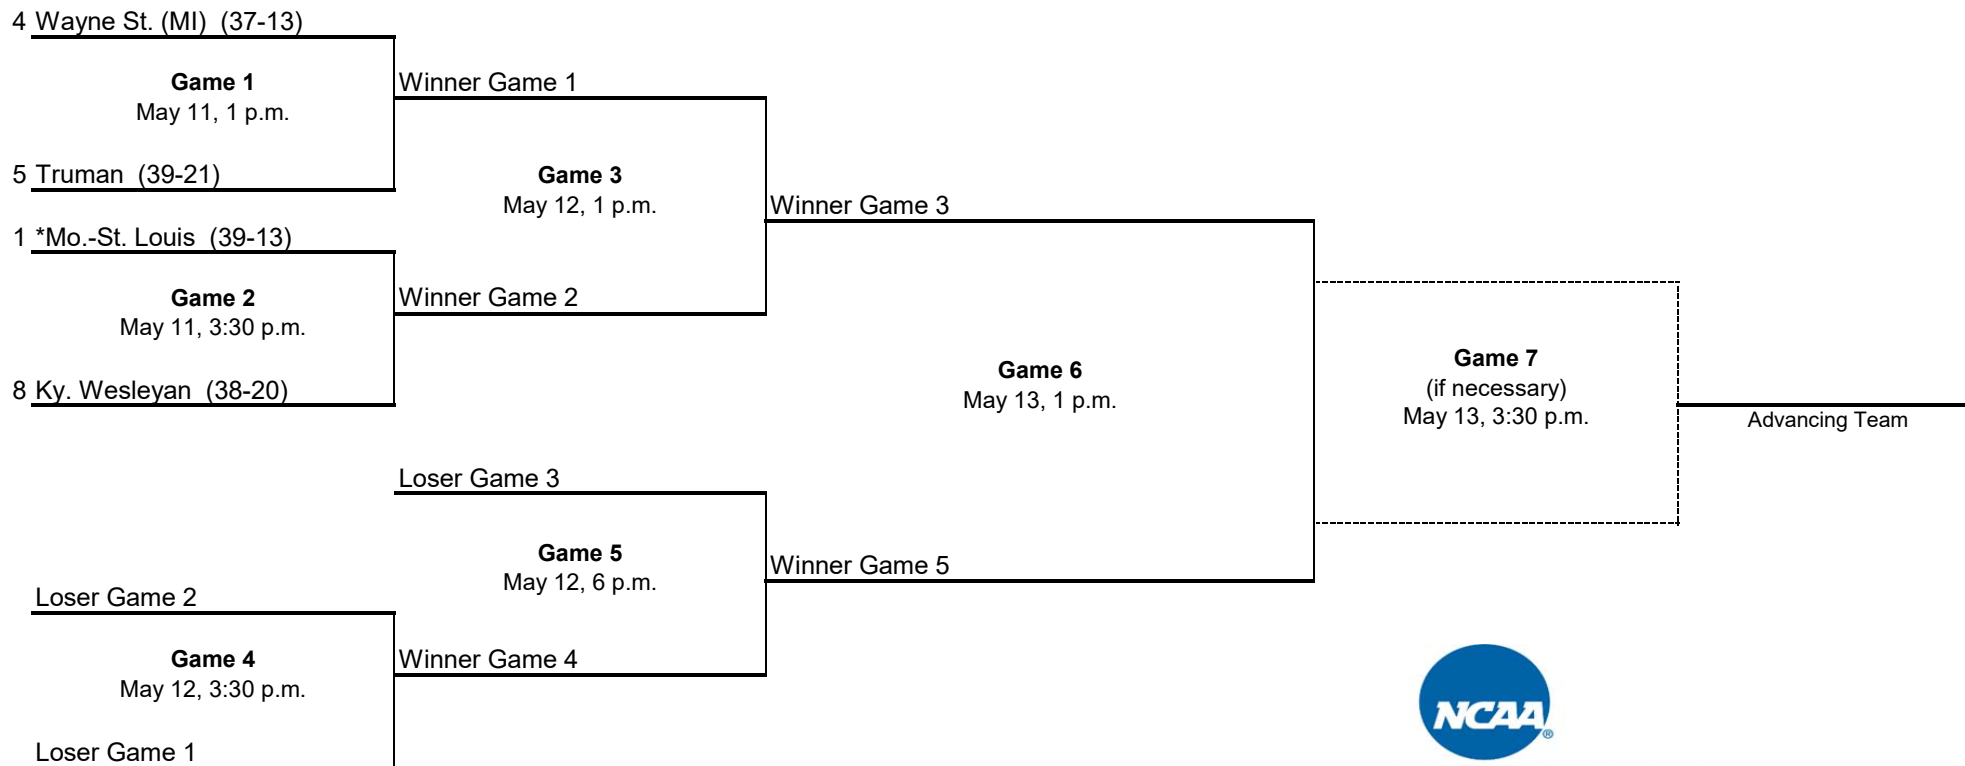 4 Wayne St. (MI)  (37-13)
Game 1
May 11, 1 p.m.
5 Truman  (39-21)
Winner Game 1
1 *Mo.-St. Louis  (39-13)
Game 2
May 11, 3:30 p.m.
8 Ky. Wesleyan  (38-20)
Winner Game 2
Game 3
May 12, 1 p.m.
Winner Game 3
Loser Game 3
Game 5
May 12, 6 p.m.
Winner Game 5
Loser Game 2
Game 4
May 12, 3:30 p.m.
Loser Game 1
Winner Game 4
Game 6
May 13, 1 p.m.
Game 7
(if necessary)
May 13, 3:30 p.m.
Advancing Team
NCAA®